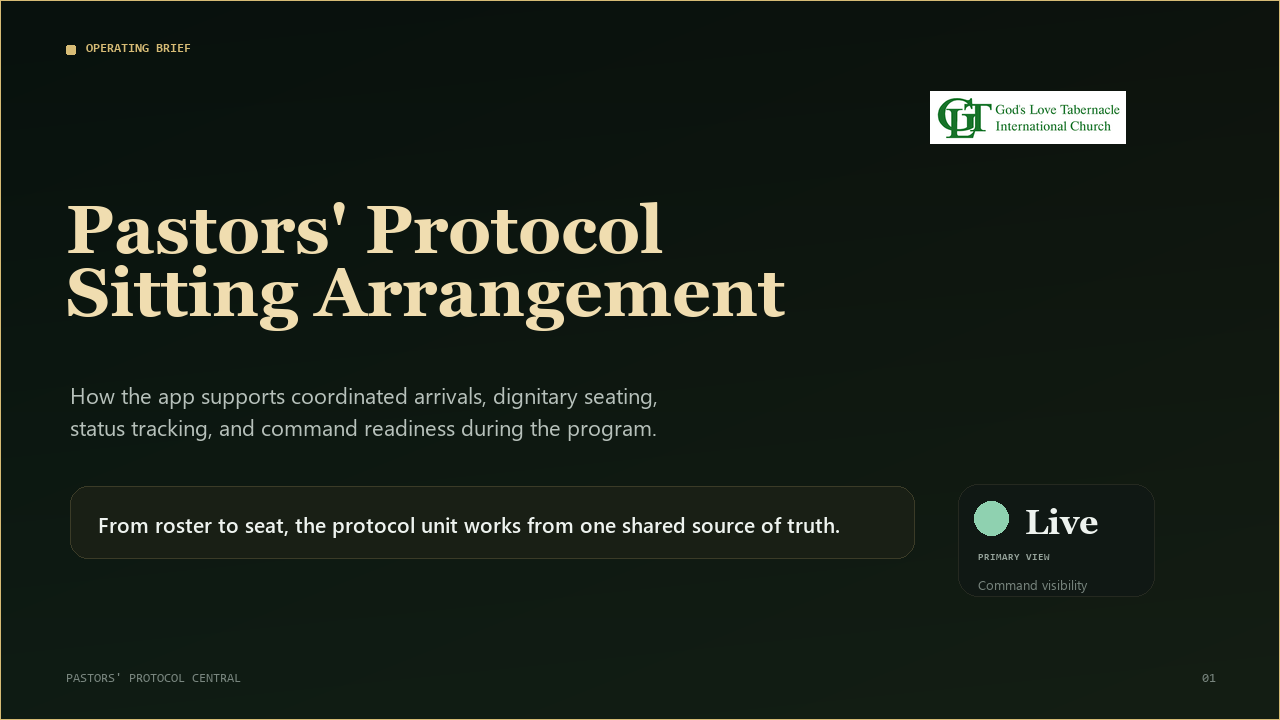 OPERATING BRIEF
GLT
God's Love Tabernacle
International Church
Pastors' Protocol
Sitting Arrangement
How the app supports coordinated arrivals, dignitary seating,
status tracking, and command readiness during the program.
From roster to seat, the protocol unit works from one shared source of truth.
Live
PRIMARY VIEW
Command visibility
PASTORS' PROTOCOL CENTRAL
01